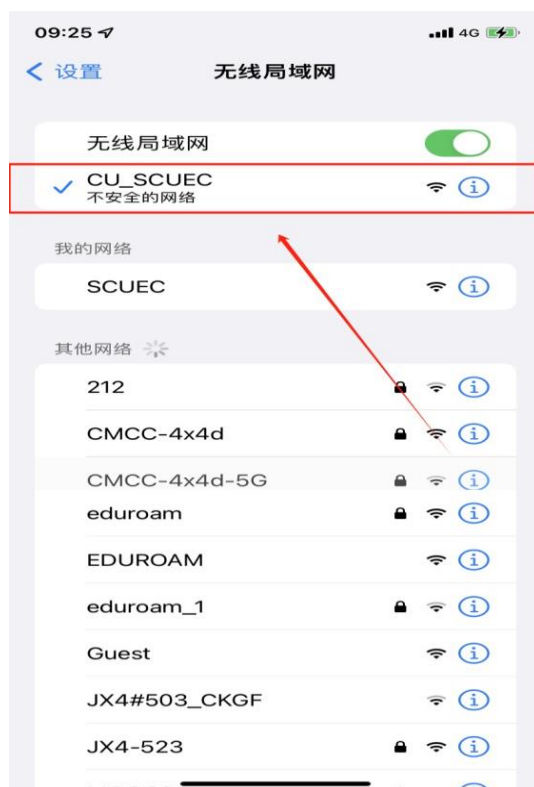 09:25 4G
设置 无线局域网
无线局域网
CU_SCUEC
不安全的网络
我的网络
SCUEC
其他网络
212
CMCC-4x4d
CMCC-4x4d-5G
eduroam
EDUROAM
eduroam_1
Guest
JX4#503_CKGF
JX4-523